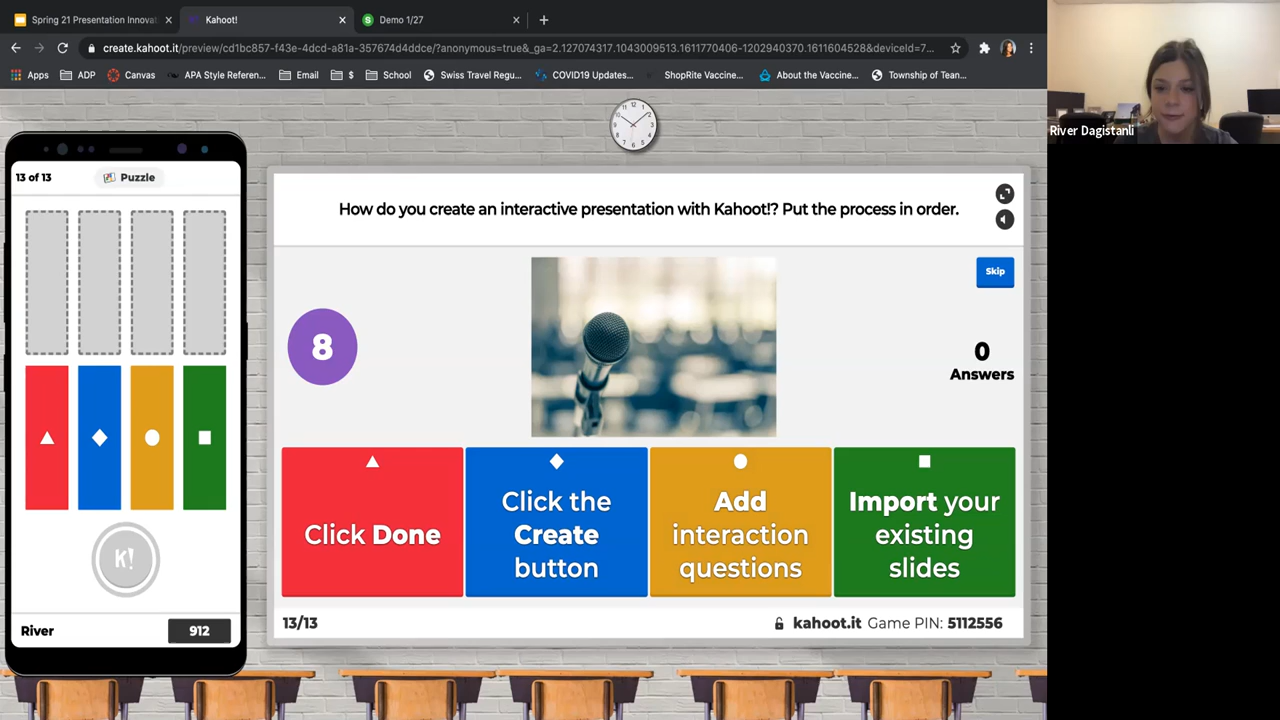 Spring 21 Presentation Innovat
Kahoot!
Demo 1/27
create.kahoot.it/preview/cd1bc857-f43e-4dcd-a81a-357674d4ddce/?anonymous=true&_ga=2.127074317.1043009513.1611770406-1202940370.1611604528&deviceId=7...
Apps
ADP
Canvas
APA Style Referen...
Email
$
School
Swiss Travel Regu...
COVID19 Updates...
ShopRite Vaccine...
About the Vaccine...
Township of Tean...
River Dagistanli
13 of 13
Puzzle
How do you create an interactive presentation with Kahoot!? Put the process in order.
Skip
8
0
Answers
Click Done
Click the
Create
button
Add
interaction
questions
Import your
existing
slides
K!
River
912
13/13
kahoot.it Game PIN: 5112556